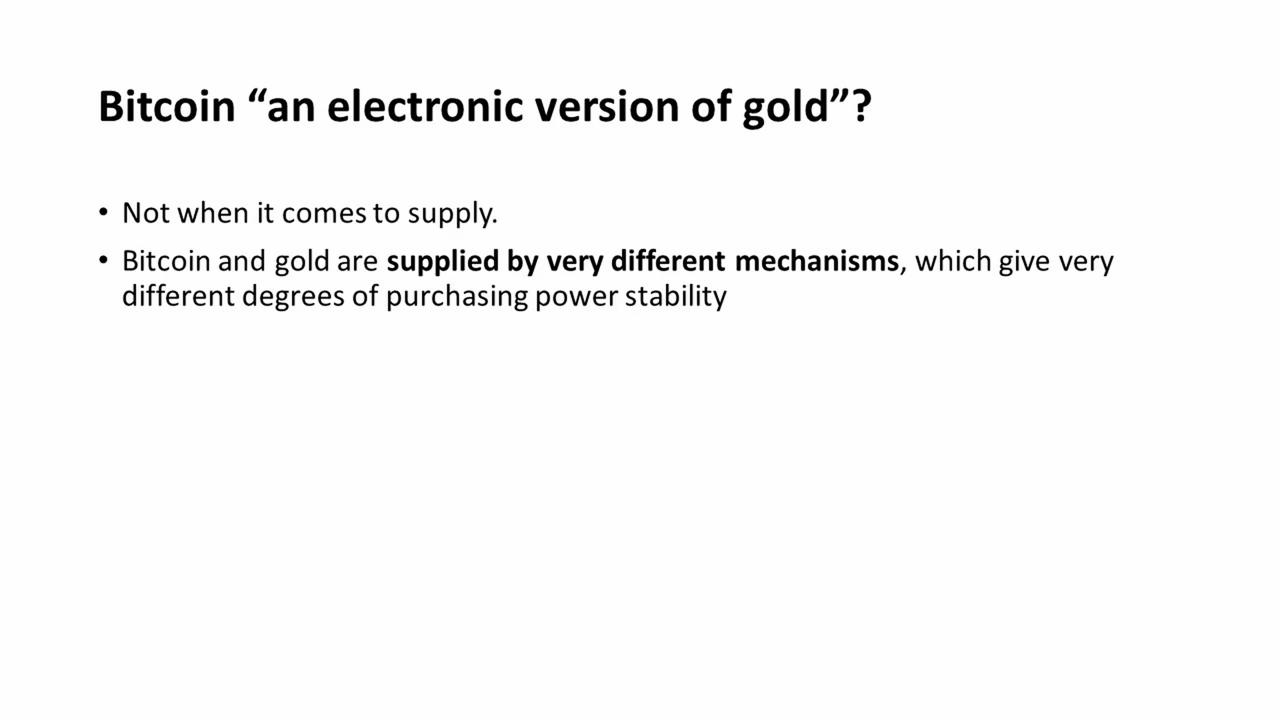 Bitcoin “an electronic version of gold”?
• Not when it comes to supply.
• Bitcoin and gold are supplied by very different mechanisms, which give very
different degrees of purchasing power stability